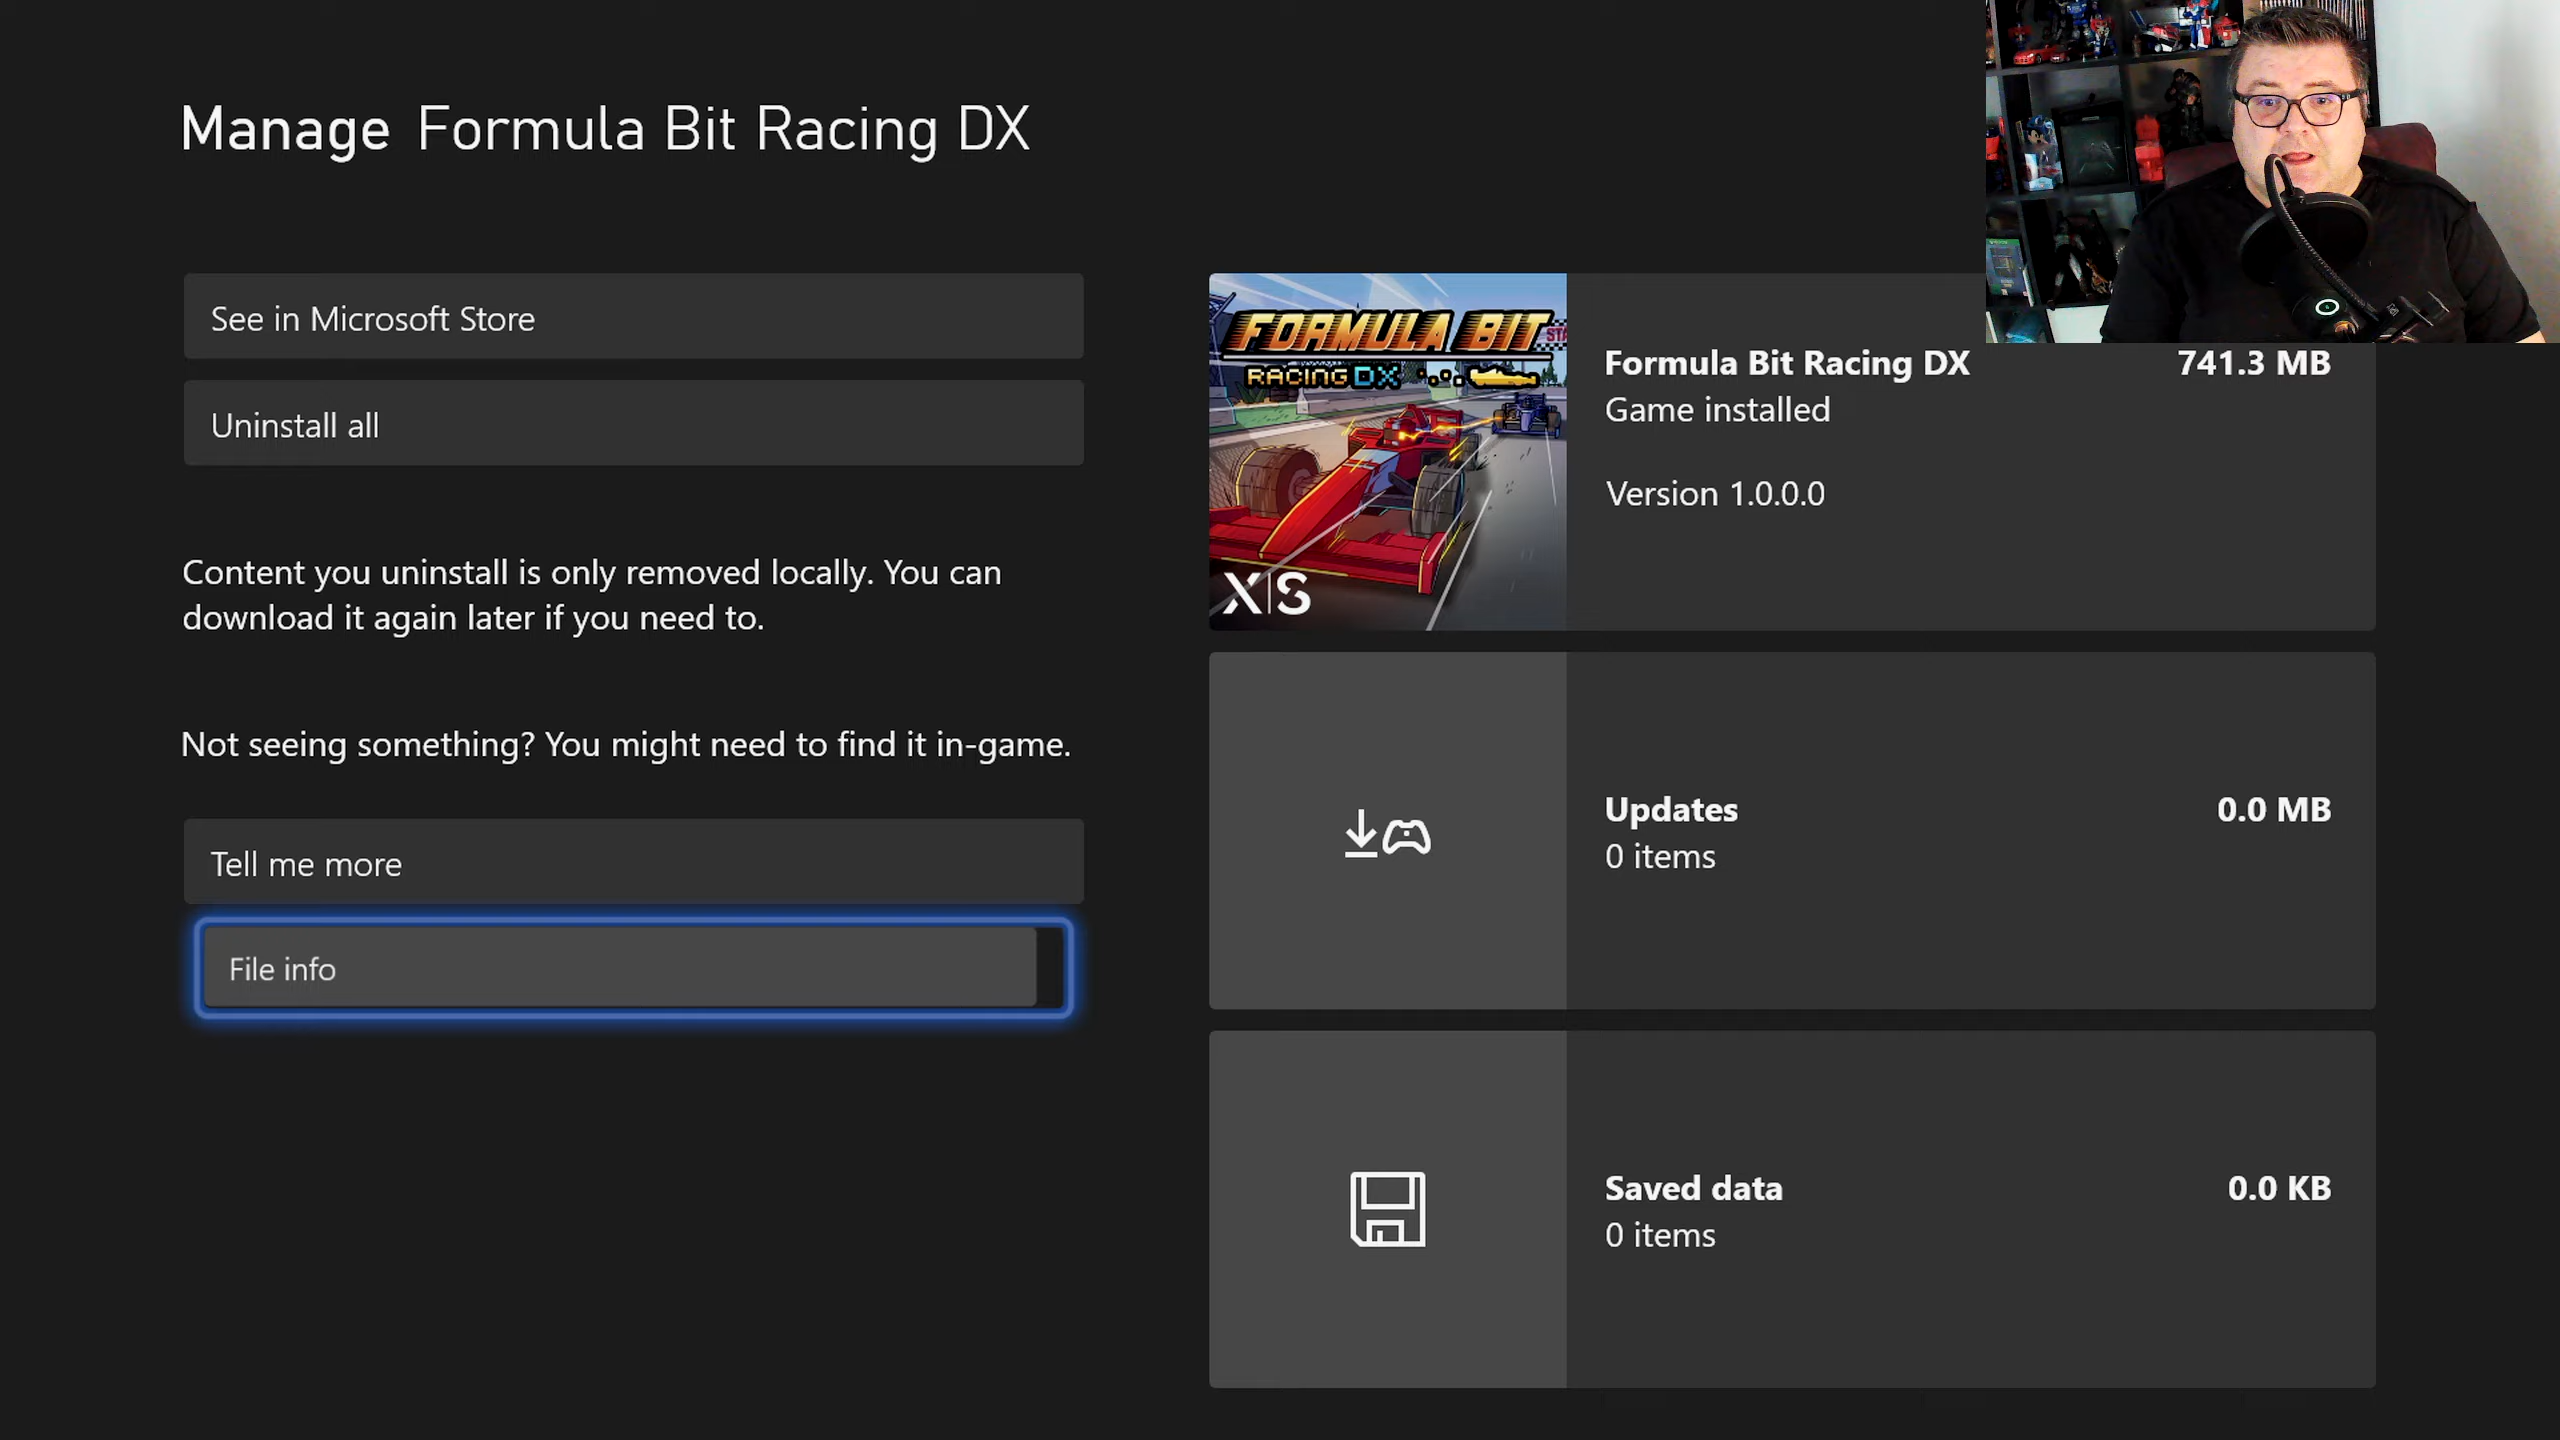 Manage Formula Bit Racing DX
See in Microsoft Store
Uninstall all
Content you uninstall is only removed locally. You can
download it again later if you need to.
Not seeing something? You might need to find it in-game.
Tell me more
File info
FORMULA BIT
RACING DX
X|S
Formula Bit Racing DX 741.3 MB
Game installed
Version 1.0.0.0
Updates 0.0 MB
0 items
Saved data 0.0 KB
0 items